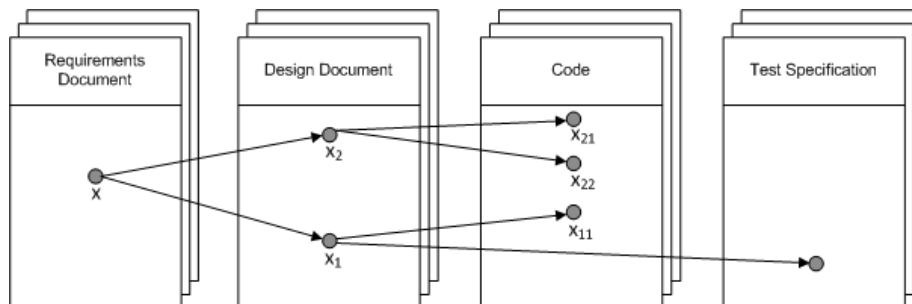 Requirements
Document
Design Document
Code
Test Specification
x
x₂
x₁
x₂₁
x₂₂
x₁₁